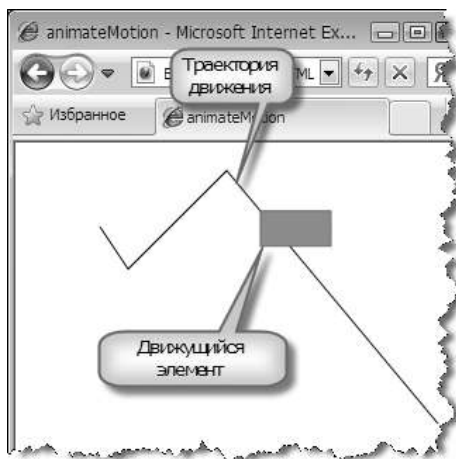 animateMotion - Microsoft Internet Ex...
Траектория
движения
Избранное
animateMotion
Движущийся
элемент